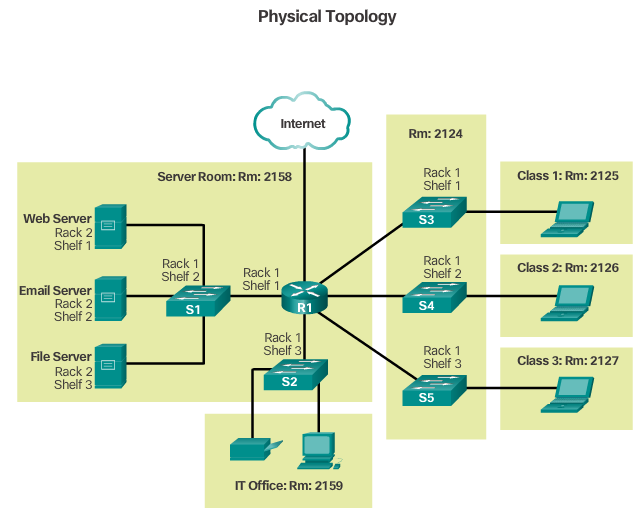 Physical Topology
Internet
Rm: 2124
Server Room: Rm: 2158
Rack 1
Shelf 1
S3
Class 1: Rm: 2125
Web Server
Rack 2
Shelf 1
Rack 1
Shelf 2
S1
Rack 1
Shelf 1
R1
Rack 1
Shelf 2
S4
Class 2: Rm: 2126
Email Server
Rack 2
Shelf 2
File Server
Rack 2
Shelf 3
Rack 1
Shelf 3
S2
Rack 1
Shelf 3
S5
Class 3: Rm: 2127
IT Office: Rm: 2159